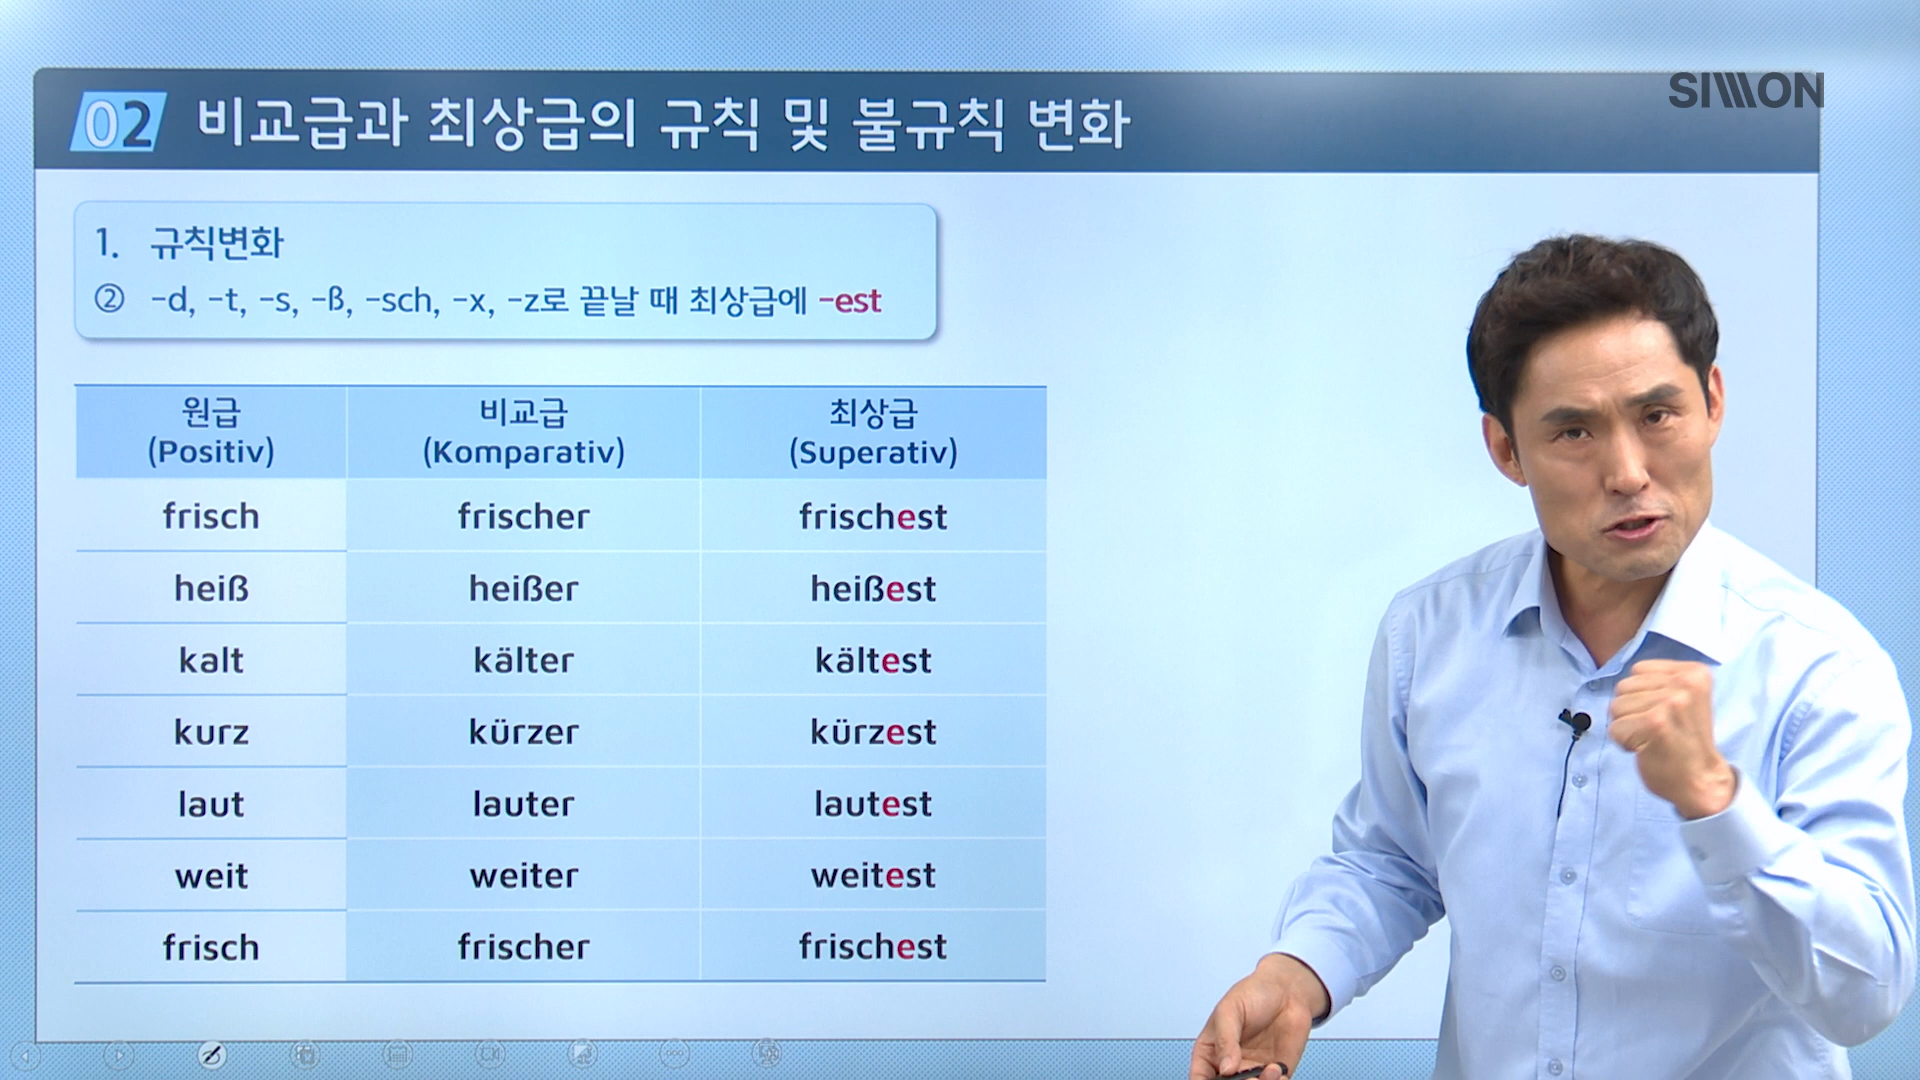 SIMON
02 비교급과 최상급의 규칙 및 불규칙 변화
1. 규칙변화
② -d, -t, -s, -ß, -sch, -x, -z로 끝날 때 최상급에 -est
원급 비교급 최상급
(Positiv) (Komparativ) (Superativ)
frisch frischer frischest
heiß heißer heißest
kalt kälter kältest
kurz kürzer kürzest
laut lauter lautest
weit weiter weitest
frisch frischer frischest